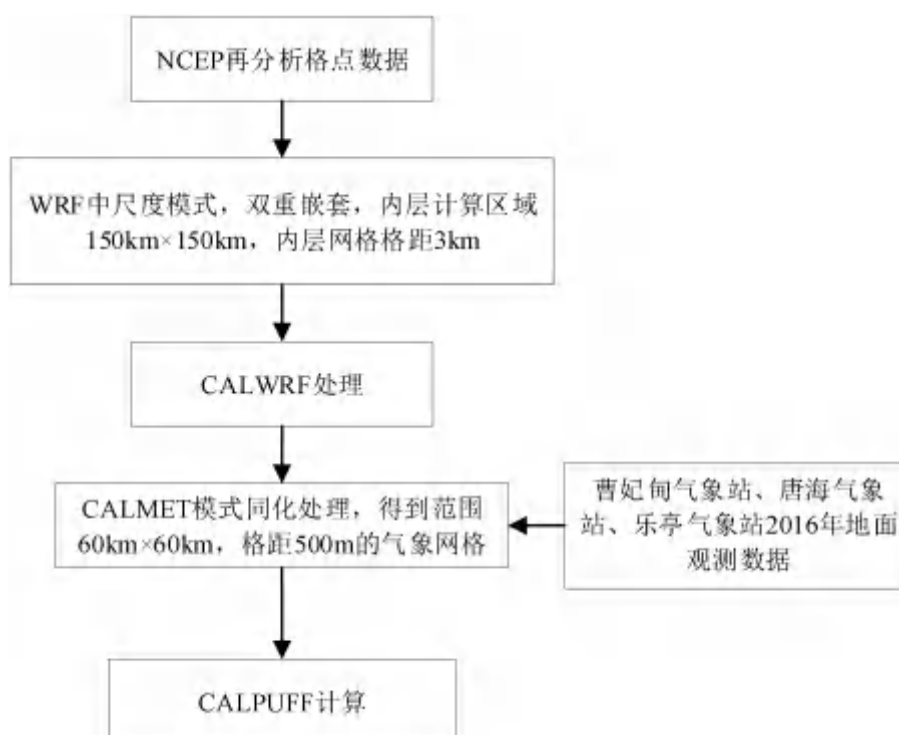 NCEP再分析格点数据
WRF中尺度模式，双重嵌套，内层计算区域
150km×150km，内层网格格距3km
CALWRF处理
CALMET模式同化处理，得到范围
60km×60km，格距500m的气象网格
曹妃甸气象站、唐海气象
站、乐亭气象站2016年地面
观测数据
CALPUFF计算